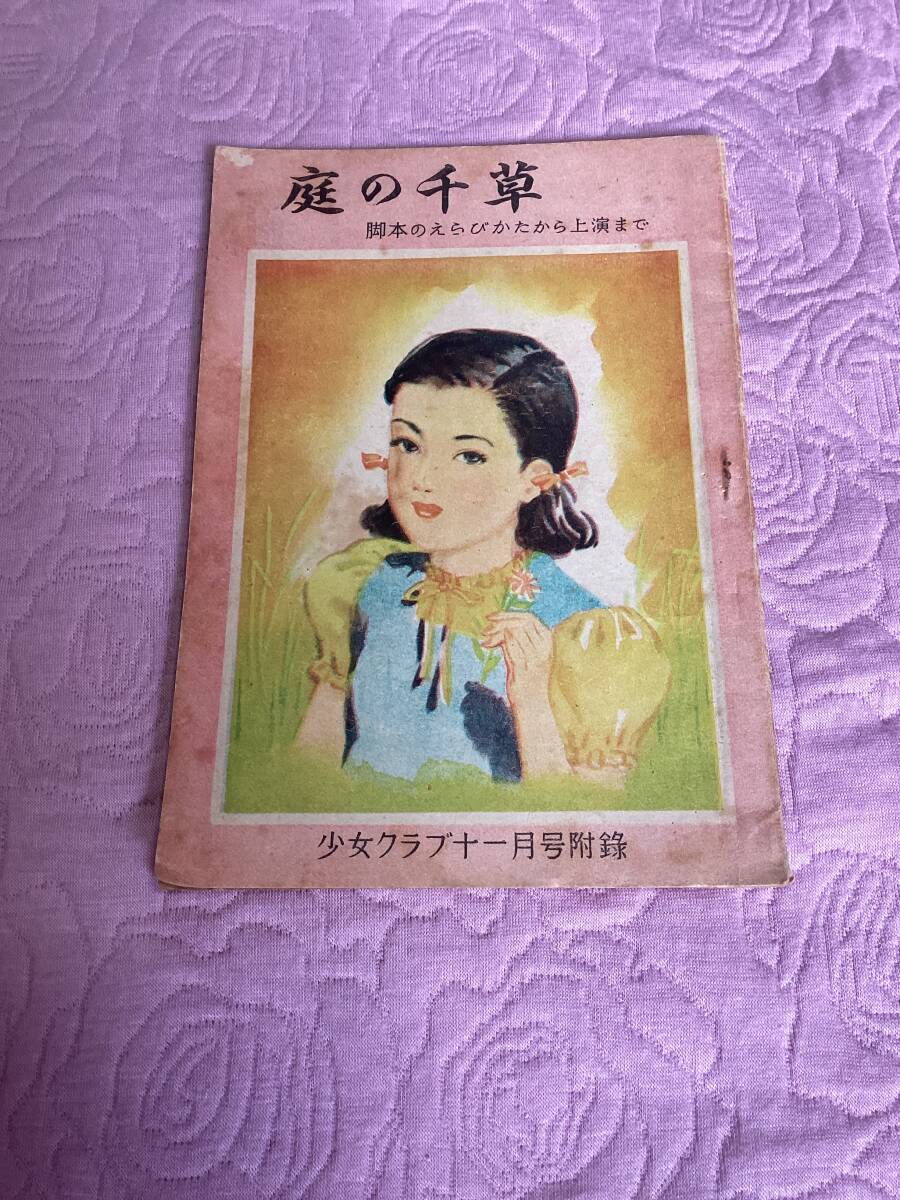 庭の千草
脚本のえらびかたから上演まで
少女クラブ十一月号附錄